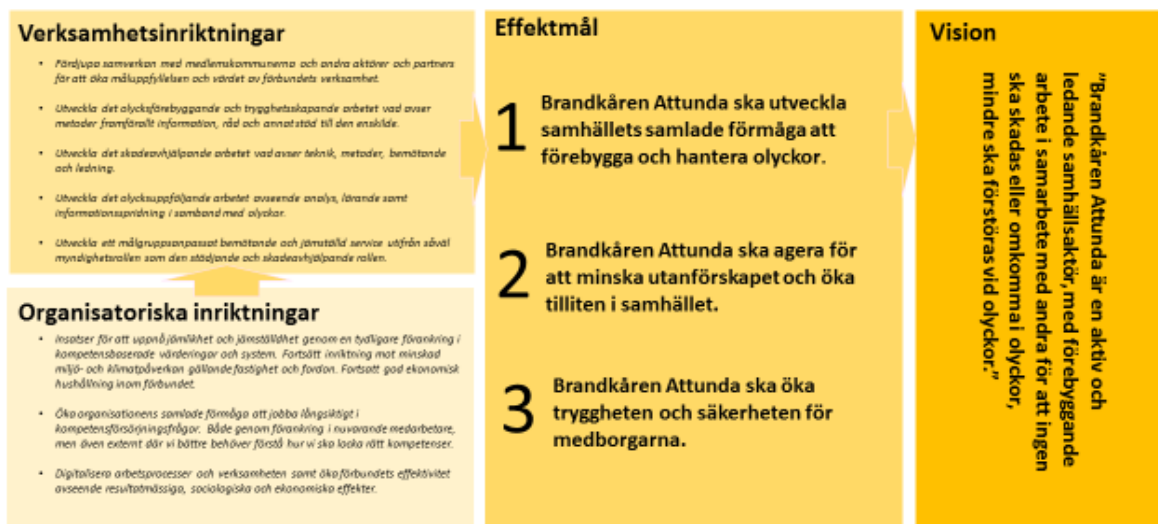 Verksamhetsinriktningar
• Fördjupa samverkan med medlemskommunerna och andra aktörer och partners
för att öka måluppfyllelsen och värdet av förbundets verksamhet.
• Utveckla det olycksförebyggande och trygghetsskapande arbetet vad avser
metoder framförallt information, råd och annat stöd till den enskilde.
• Utveckla det skadeavhjälpande arbetet vad avser teknik, metoder, bemötande
och ledning.
• Utveckla det olycksuppföljande arbetet avseende analys, lärande samt
informationsspridning i samband med olyckor.
• Utveckla ett målgruppsanpassat bemötande och jämställd service utifrån såväl
myndighetsrollen som den stödjande och skadeavhjälpande rollen.
Organisatoriska inriktningar
• Insatser för att uppnå jämlikhet och jämställdhet genom en tydligare förankring i
kompetensbaserade värderingar och system. Fortsätt inriktning mot minskad
miljö- och klimatpåverkan gällande fastighet och fordon. Fortsatt god ekonomisk
hushållning inom förbundet.
• Öka organisationens samlade förmåga att jobba långsiktigt i
kompetensförsörjningsfrågor. Både genom förankring i nuvarande medarbetare,
men även externt där vi bättre behöver förstå hur vi ska locka rätt kompetenser.
• Digitalisera arbetsprocesser och verksamheten samt öka förbundets effektivitet
avseende resultatmässiga, sociologiska och ekonomiska effekter.
Effektmål
1 Brandkåren Attunda ska utveckla
samhällets samlade förmåga att
förebygga och hantera olyckor.
2 Brandkåren Attunda ska agera för
att minska utanförskapet och öka
tilliten i samhället.
3 Brandkåren Attunda ska öka
tryggheten och säkerheten för
medborgarna.
Vision
"Brandkåren Attunda är en aktiv och
ledande samhällsaktör, med förebyggande
arbete i samarbete med andra för att ingen
ska skadas eller omkomma i olyckor,
mindre ska förstöras vid olyckor."